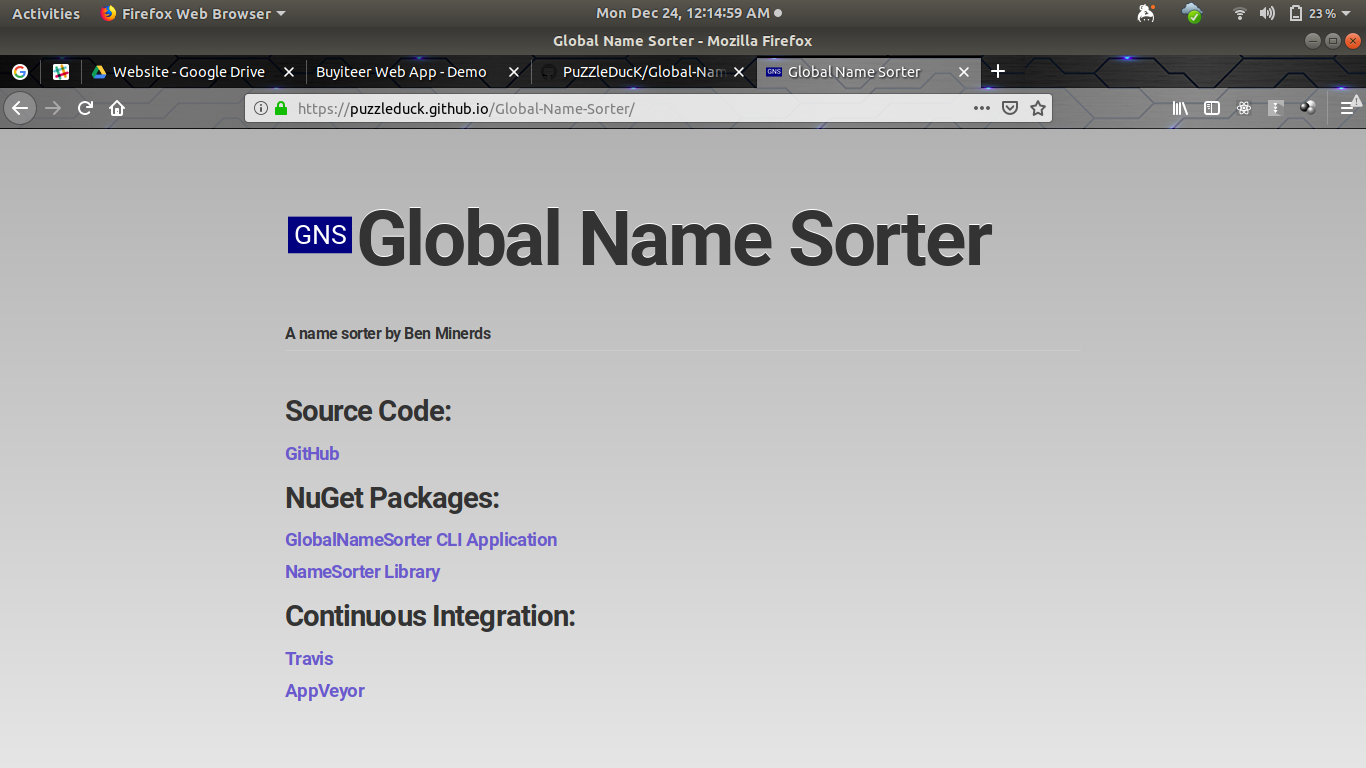 Activities Firefox Web Browser Mon Dec 24, 12:14:59 AM 23 %
Global Name Sorter - Mozilla Firefox
Website - Google Drive Buyiteer Web App - Demo PuZZleDucK/Global-Nam GNS Global Name Sorter
https://puzzleduck.github.io/Global-Name-Sorter/
GNS Global Name Sorter
A name sorter by Ben Minerds
Source Code:
GitHub
NuGet Packages:
GlobalNameSorter CLI Application
NameSorter Library
Continuous Integration:
Travis
AppVeyor